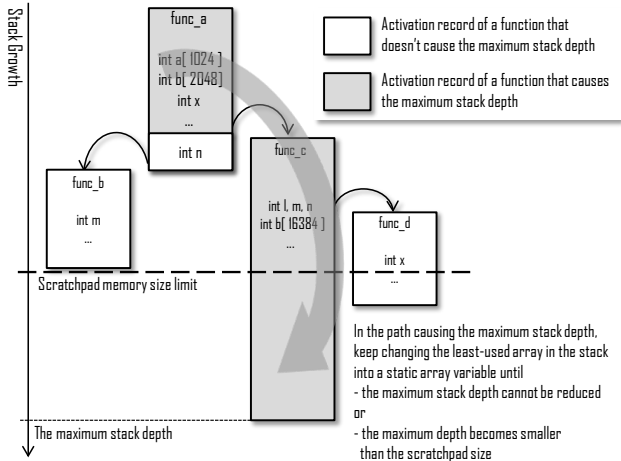 Stack Growth
func_a
int a[ 1024 ]
int b[ 2048]
int x
...
int n
Activation record of a function that
doesn't cause the maximum stack depth
Activation record of a function that causes
the maximum stack depth
func_b
int m
...
func_c
int l, m, n
int b[ 16384 ]
...
func_d
int x
...
Scratchpad memory size limit
In the path causing the maximum stack depth,
keep changing the least-used array in the stack
into a static array variable until
- the maximum stack depth cannot be reduced
or
- the maximum depth becomes smaller
than the scratchpad size
The maximum stack depth